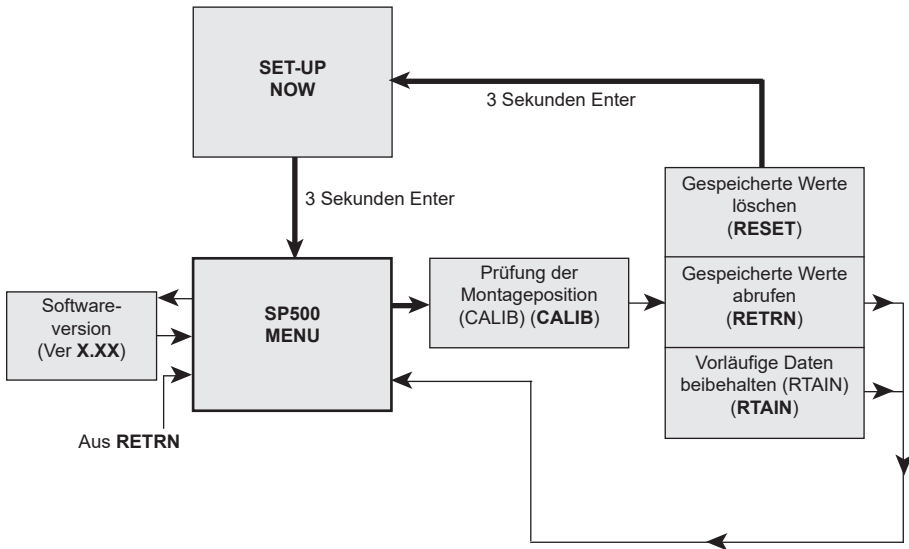 SET-UP
NOW
3 Sekunden Enter
3 Sekunden Enter
Gespeicherte Werte
löschen
(RESET)
Software-
version
(Ver X.XX)
SP500
MENU
Prüfung der
Montageposition
(CALIB) (CALIB)
Gespeicherte Werte
abrufen
(RETRN)
Vorläufige Daten
beibehalten (RTAIN)
(RTAIN)
Aus RETRN